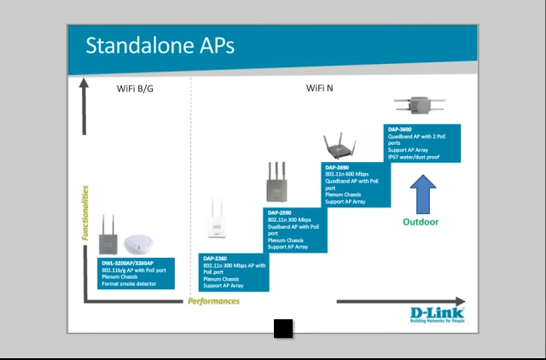 Standalone APs
WiFi B/G
WiFi N
DAP-3690
Quadband AP with 2 PoE
ports
Support AP Array
IP67 water/dust proof
DAP-2690
802.11n 600 Mbps
Quadband AP with PoE
port
Plenum Chassis
Support AP Array
Outdoor
DAP-2590
802.11n 300 Mbps
Dualband AP with PoE
port
Plenum Chassis
Support AP Array
DAP-2360
802.11n 300 Mbps AP with
PoE port
Plenum Chassis
Support AP Array
DWL-3200AP/3260AP
802.11b/g AP with PoE port
Plenum Chassis
Format smoke detector
Functionalities
Performances
D-Link
Building Networks for People